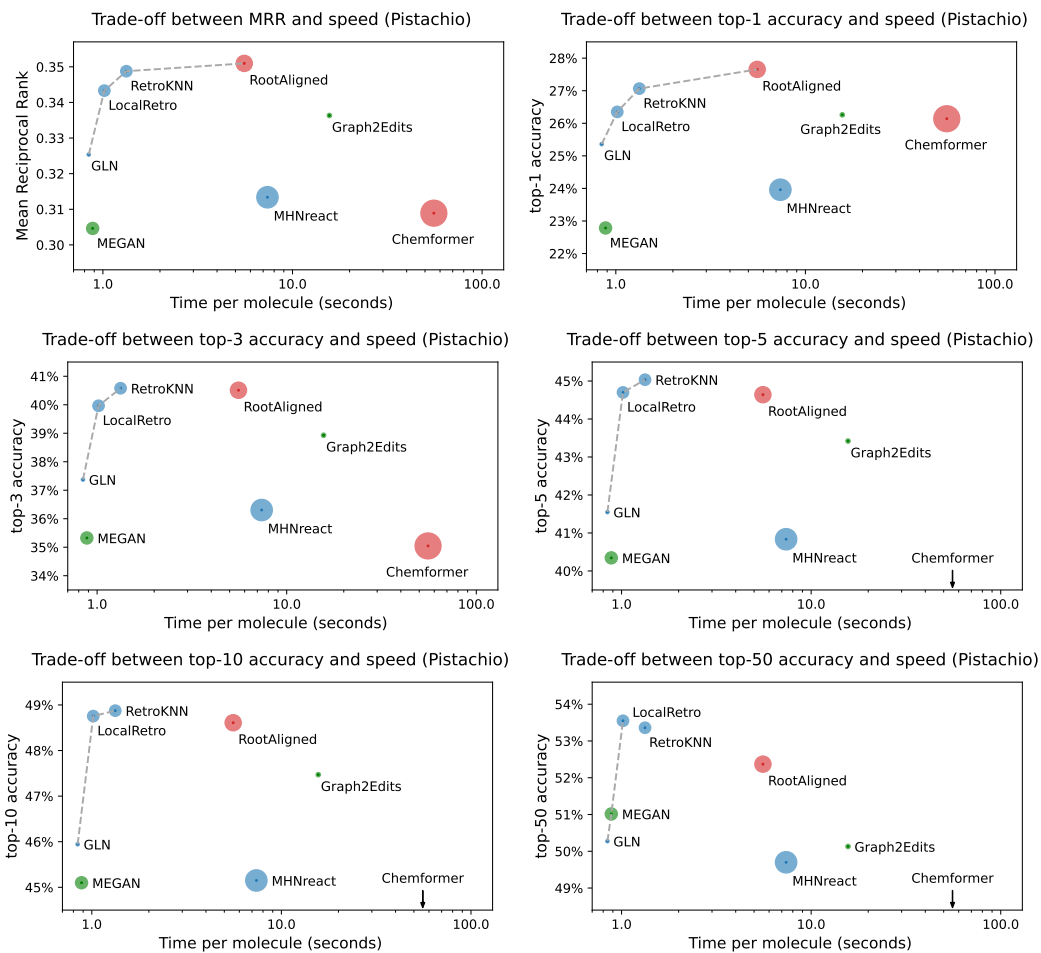 Trade-off between MRR and speed (Pistachio)
Mean Reciprocal Rank
0.35
0.34
0.33
0.32
0.31
0.30
RootAligned
RetroKNN
LocalRetro
Graph2Edits
GLN
MHNreact
Chemformer
MEGAN
1.0
10.0
100.0
Time per molecule (seconds)
Trade-off between top-1 accuracy and speed (Pistachio)
top-1 accuracy
28%
27%
26%
25%
24%
23%
22%
RootAligned
RetroKNN
LocalRetro
Graph2Edits
Chemformer
GLN
MHNreact
MEGAN
1.0
10.0
100.0
Time per molecule (seconds)
Trade-off between top-3 accuracy and speed (Pistachio)
top-3 accuracy
41%
40%
39%
38%
37%
36%
35%
34%
RetroKNN
RootAligned
LocalRetro
Graph2Edits
GLN
MHNreact
MEGAN
Chemformer
1.0
10.0
100.0
Time per molecule (seconds)
Trade-off between top-5 accuracy and speed (Pistachio)
top-5 accuracy
45%
44%
43%
42%
41%
40%
RetroKNN
LocalRetro
RootAligned
Graph2Edits
GLN
MEGAN
MHNreact
Chemformer
1.0
10.0
100.0
Time per molecule (seconds)
Trade-off between top-10 accuracy and speed (Pistachio)
top-10 accuracy
49%
48%
47%
46%
45%
RetroKNN
LocalRetro
RootAligned
Graph2Edits
GLN
MEGAN
MHNreact
Chemformer
1.0
10.0
100.0
Time per molecule (seconds)
Trade-off between top-50 accuracy and speed (Pistachio)
top-50 accuracy
54%
53%
52%
51%
50%
49%
LocalRetro
RetroKNN
RootAligned
MEGAN
GLN
Graph2Edits
MHNreact
Chemformer
1.0
10.0
100.0
Time per molecule (seconds)